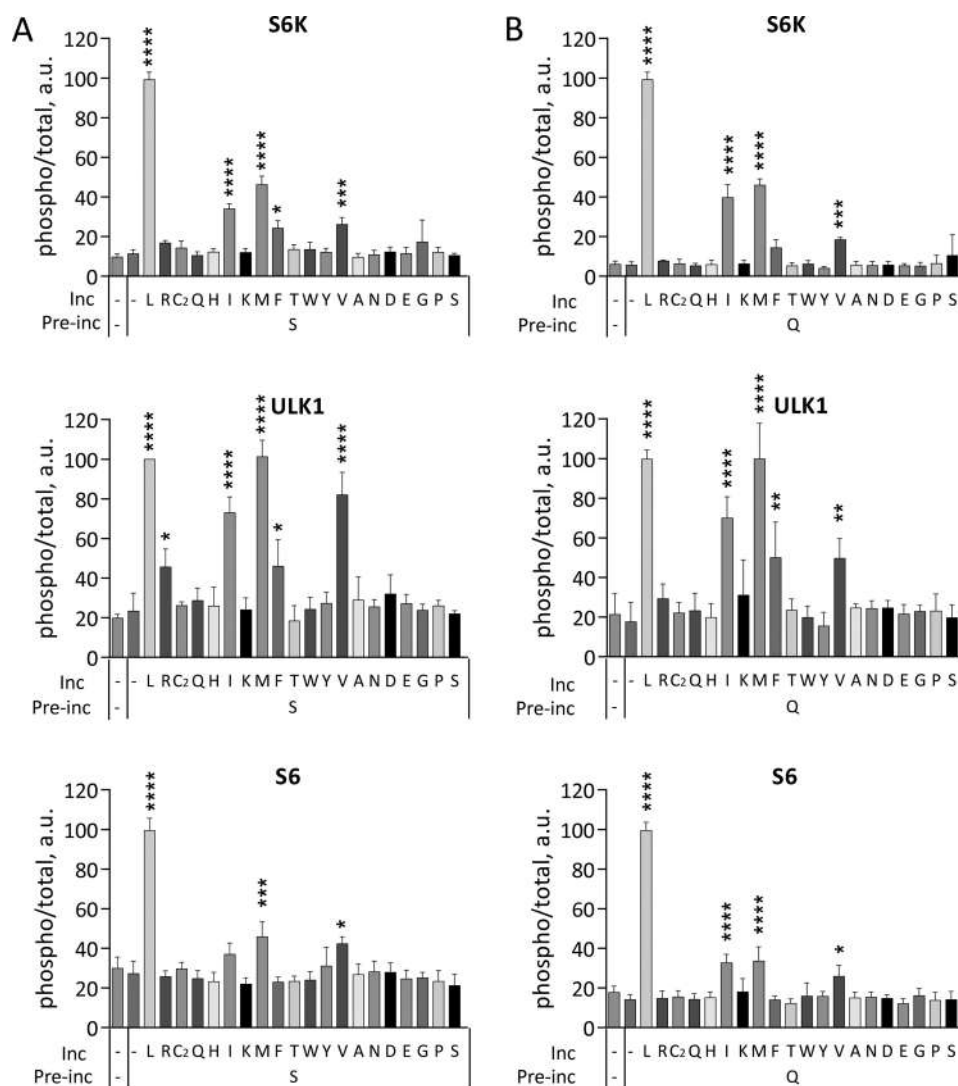 A
S6K
phospho/total, a.u.
120
100
80
60
40
20
0
**** **** **** * ***
Inc - L R C2 Q H I K M F T W Y V A N D E G P S
Pre-inc - S
B
S6K
phospho/total, a.u.
120
100
80
60
40
20
0
**** **** **** ***
Inc - L R C2 Q H I K M F T W Y V A N D E G P S
Pre-inc - Q
ULK1
phospho/total, a.u.
120
100
80
60
40
20
0
**** * **** **** * ****
Inc - - L R C2 Q H I K M F T W Y V A N D E G P S
Pre-inc - S
ULK1
phospho/total, a.u.
120
100
80
60
40
20
0
**** **** **** ** **
Inc - - L R C2 Q H I K M F T W Y V A N D E G P S
Pre-inc - Q
S6
phospho/total, a.u.
120
100
80
60
40
20
0
**** *** *
Inc - - L R C2 Q H I K M F T W Y V A N D E G P S
Pre-inc - S
S6
phospho/total, a.u.
120
100
80
60
40
20
0
**** **** **** *
Inc - - L R C2 Q H I K M F T W Y V A N D E G P S
Pre-inc - Q